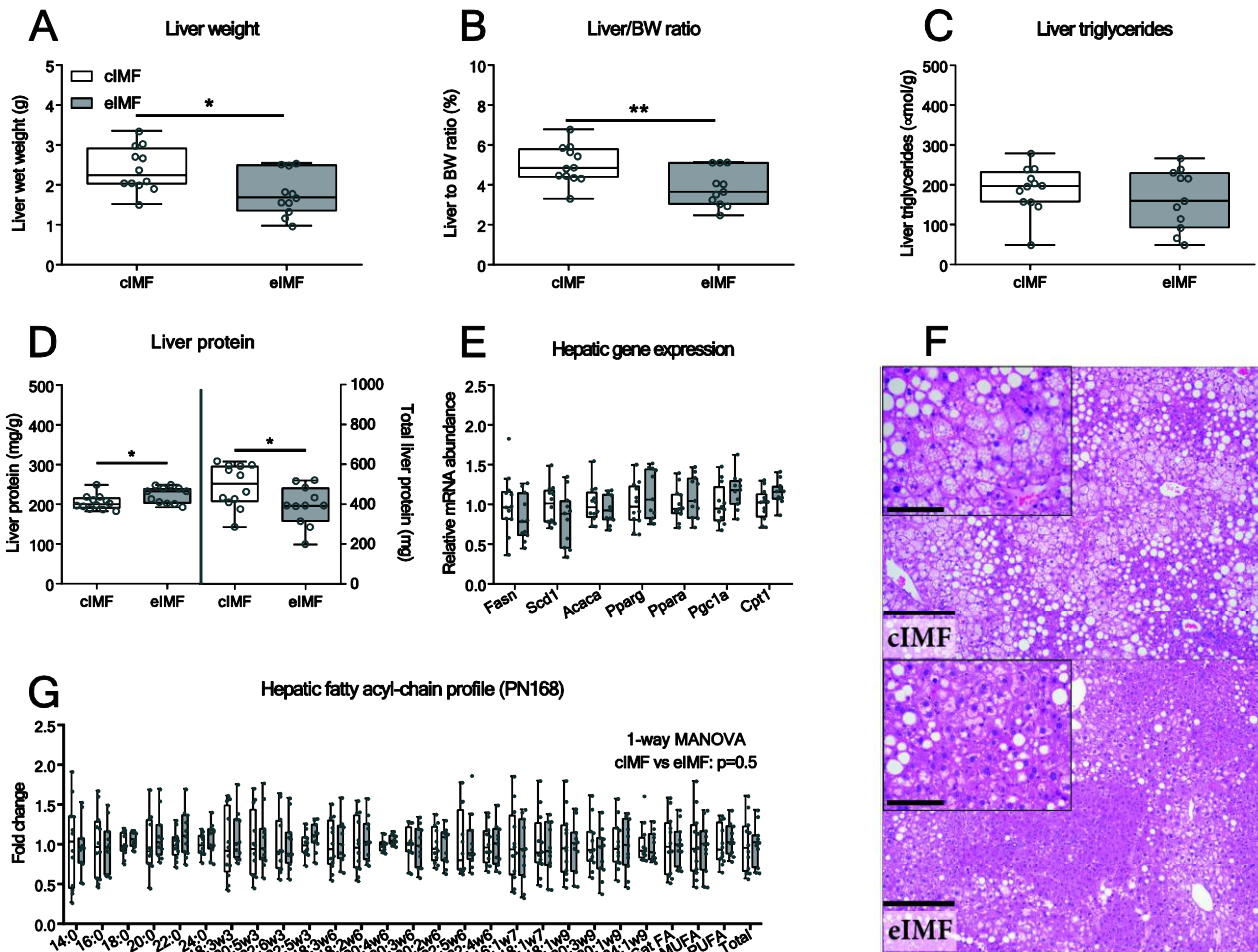 A
Liver weight
5
4
3
2
1
0
Liver wet weight (g)
cIMF
eIMF
*
cIMF
eIMF
B
Liver/BW ratio
10
8
6
4
2
0
Liver to BW ratio (%)
**
cIMF
eIMF
C
Liver triglycerides
500
400
300
200
100
0
Liver triglycerides (αmol/g)
cIMF
eIMF
D
Liver protein
500
400
300
200
100
0
Liver protein (mg/g)
*
*
1000
800
600
400
200
0
Total liver protein (mg)
cIMF
eIMF
cIMF
eIMF
E
Hepatic gene expression
2.5
2.0
1.5
1.0
0.5
0.0
Relative mRNA abundance
Fasn
Scd1
Acaca
Pparg
Ppara
Pgc1a
Cpt1
F
cIMF
eIMF
G
Hepatic fatty acyl-chain profile (PN168)
1-way MANOVA
cIMF vs eIMF: p=0.5
2.5
2.0
1.5
1.0
0.5
0.0
Fold change
14:0
16:0
18:0
20:0
22:0
24:0
MUFA
PUFA
Total